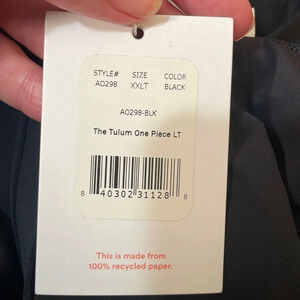 STYLE# SIZE COLOR
AO298 XXLT BLACK
AO298-BLK
The Tulum One Piece LT
8 40302 31128 8
This is made from
100% recycled paper.